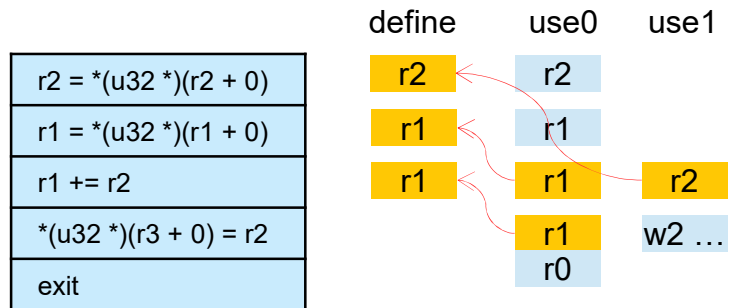 define use0 use1
r2 = *(u32 *)(r2 + 0) r2 r2
r1 = *(u32 *)(r1 + 0) r1 r1
r1 += r2 r1 r1 r2
*(u32 *)(r3 + 0) = r2 r1 w2 …
r0
exit